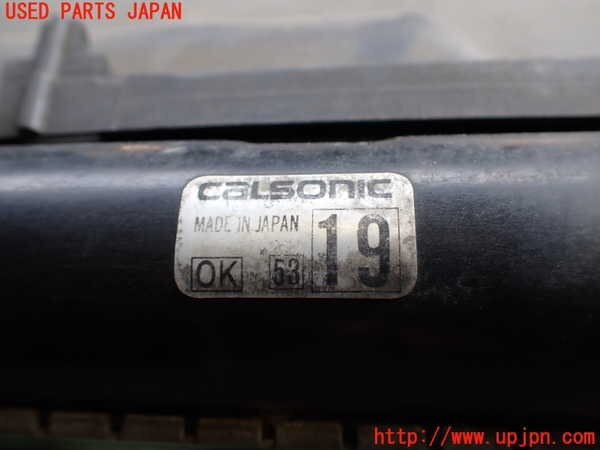 USED PARTS JAPAN
CALSONIC
MADE IN JAPAN
19
OK
53
http://www.upjpn.com/